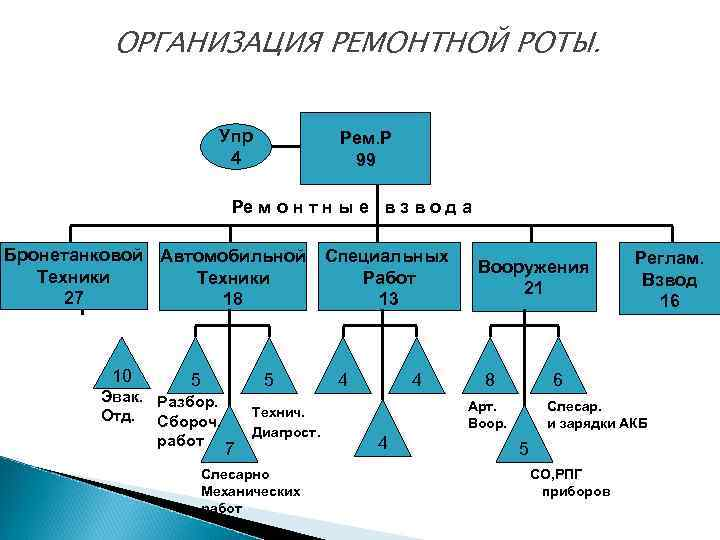 ОРГАНИЗАЦИЯ РЕМОНТНОЙ РОТЫ.
Упр
4
Рем.Р
99
Ре м о н т н ы е в з в о д а
Бронетанковой
Техники
27
Автомобильной
Техники
18
Специальных
Работ
13
Вооружения
21
Реглам.
Взвод
16
10
Эвак.
Отд.
5
Разбор.
Сбороч.
работ
5
Технич.
Диагрост.
7
Слесарно
Механических
работ
4
4
4
8
Арт.
Воор.
6
Слесар.
и зарядки АКБ
5
СО,РПГ
приборов